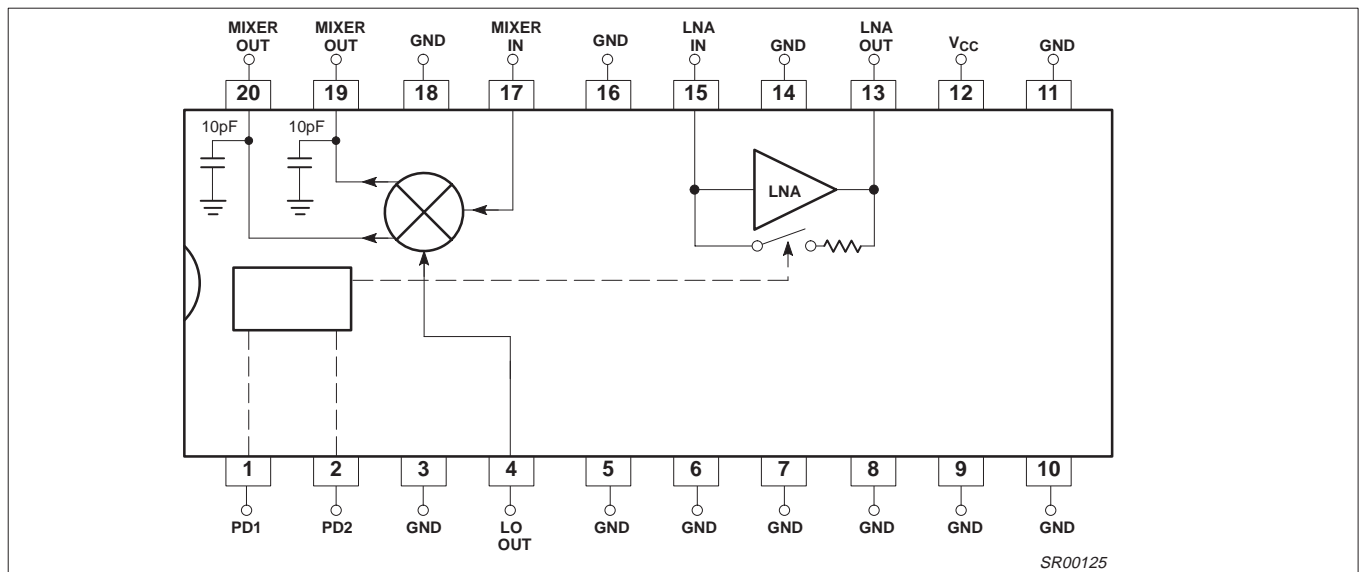 MIXER
OUT
MIXER
OUT
GND
MIXER
IN
GND
LNA
IN
GND
LNA
OUT
VCC
GND
20
19
18
17
16
15
14
13
12
11
10pF
10pF
LNA
1
2
3
4
5
6
7
8
9
10
PD1
PD2
GND
LO
OUT
GND
GND
GND
GND
GND
GND
SR00125